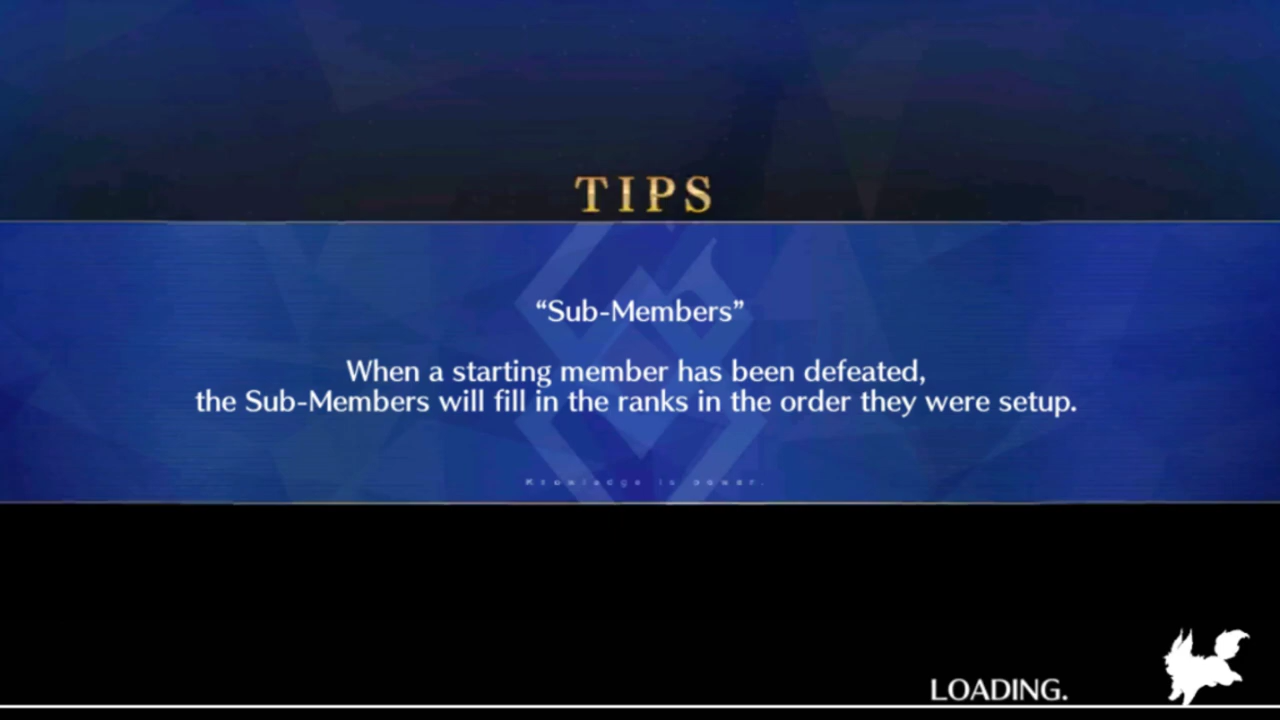 TIPS
“Sub-Members”
When a starting member has been defeated,
the Sub-Members will fill in the ranks in the order they were setup.
Knowledge is power.
LOADING.